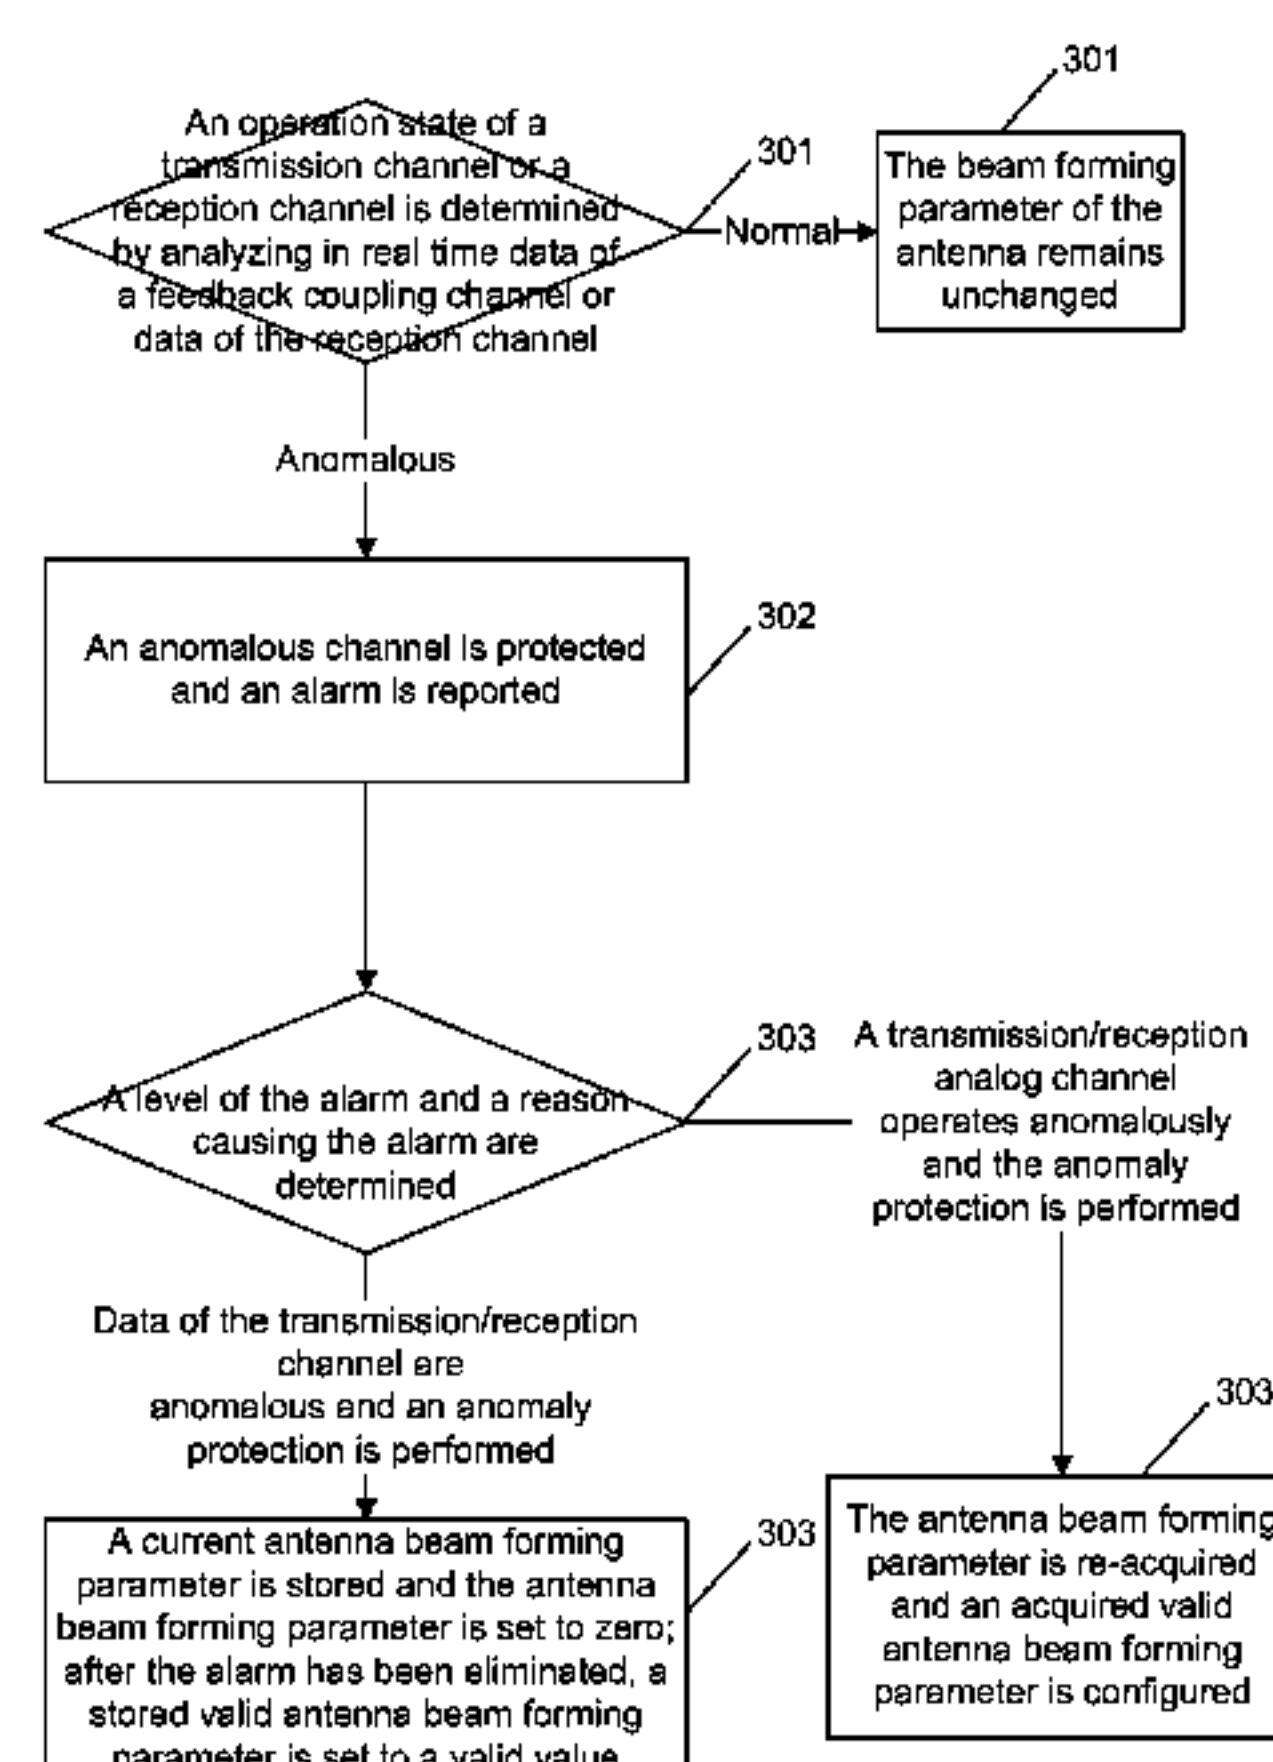 301
An operation state of a
transmission channel or a
reception channel is determined
by analyzing in real time data of
a feedback coupling channel or
data of the reception channel
301
Normal
The beam forming
parameter of the
antenna remains
unchanged
Anomalous
An anomalous channel is protected
and an alarm is reported
302
A level of the alarm and a reason
causing the alarm are
determined
303
A transmission/reception
analog channel
operates anomalously
and the anomaly
protection is performed
Data of the transmission/reception
channel are
anomalous and an anomaly
protection is performed
303
A current antenna beam forming
parameter is stored and the antenna
beam forming parameter is set to zero;
after the alarm has been eliminated, a
stored valid antenna beam forming
parameter is set to a valid value
303
The antenna beam forming
parameter is re-acquired
and an acquired valid
antenna beam forming
parameter is configured